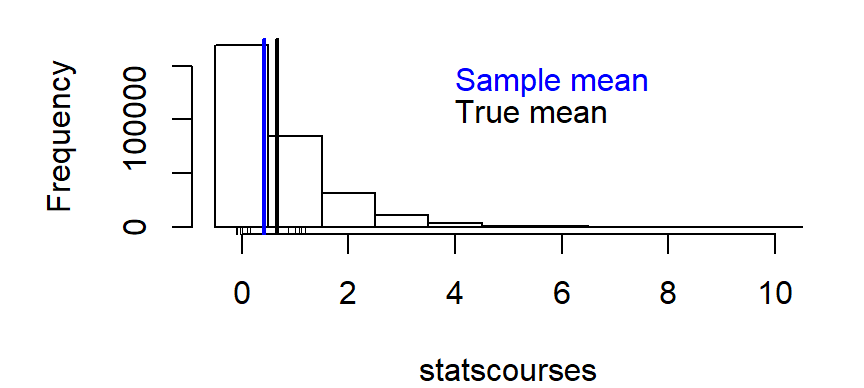 Sample mean
True mean
Frequency
100000
0
0 2 4 6 8 10
statscourses